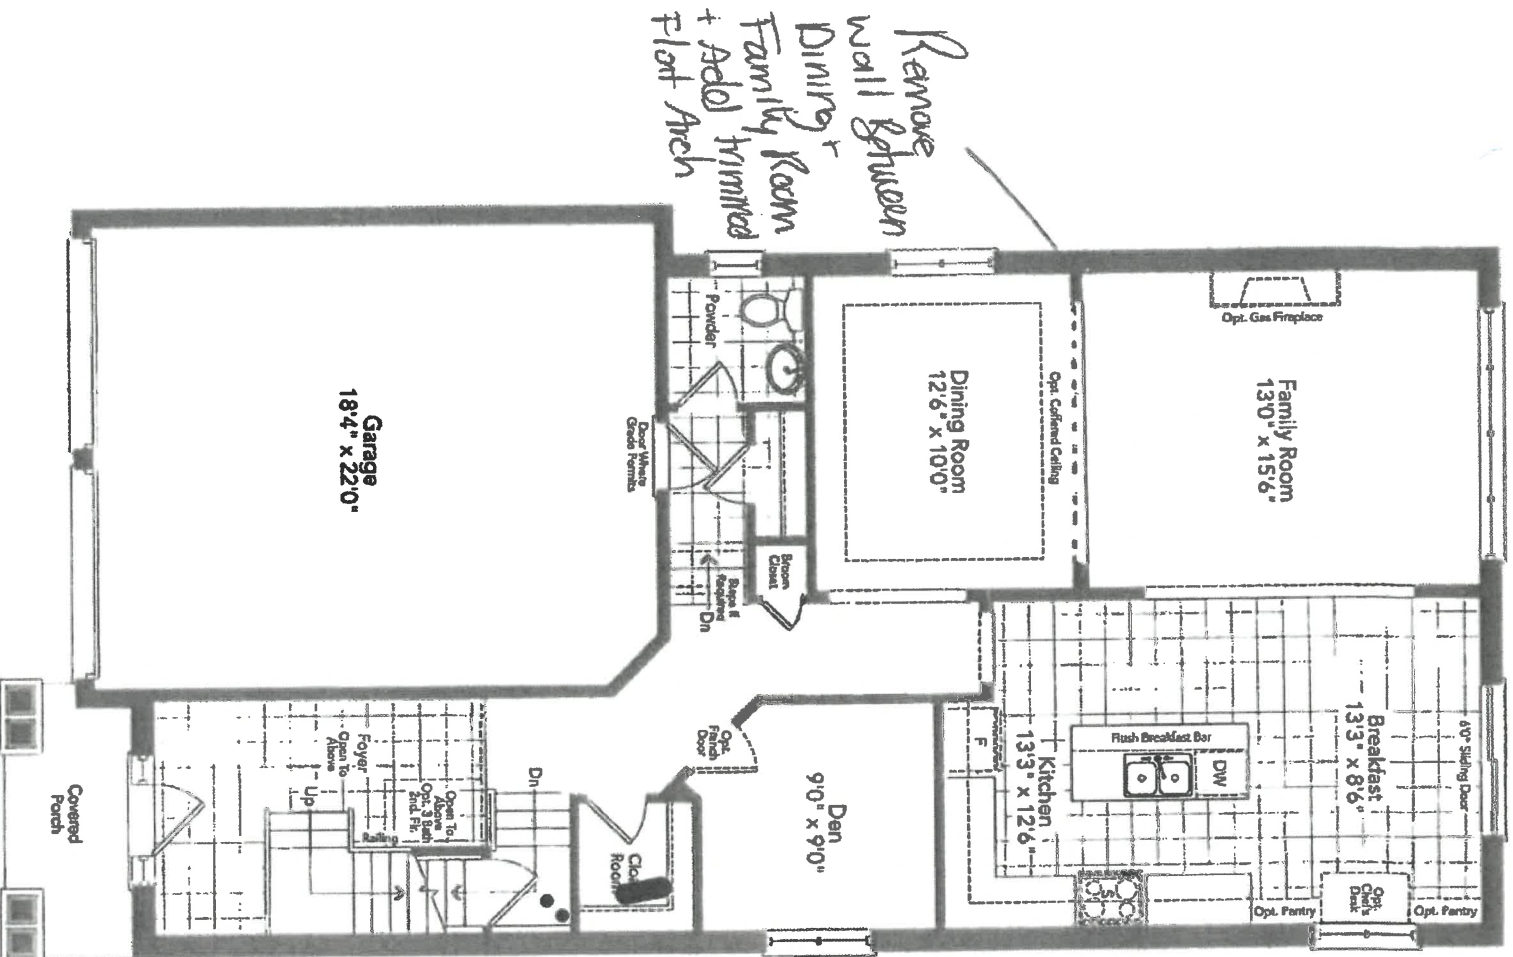 Remove
wall Between
Dining +
Family Room
+ Add trimmed
Flat Arch
Garage
18'4" x 22'0"
Powder
Door Where
Grade Permits
Broom
Closet
Steps If
Required
Dn
Dining Room
12'6" x 10'0"
Opt. Coffered Ceiling
Opt. Gas Fireplace
Family Room
13'0" x 15'6"
6'0" Sliding Door
Breakfast
13'3" x 8'6"
Flush Breakfast Bar
DW
Kitchen
13'3" x 12'6"
F
S
Opt. Pantry
Opt.
Chef's
Desk
Opt. Pantry
Den
9'0" x 9'0"
Opt.
French
Door
Room
Dn
Open To
Above
Opt. 3 Bath
2nd. Flr.
Railing
Foyer
Open To
Above
Up
Covered
Porch